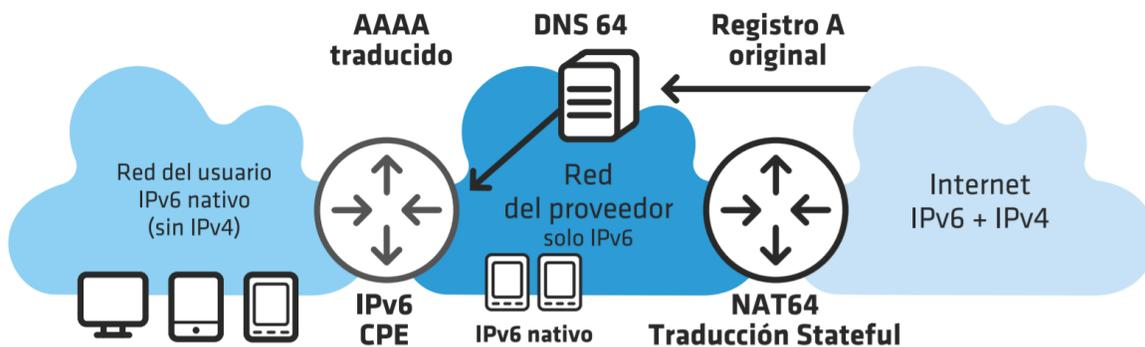 AAAA
traducido
DNS 64
Registro A
original
Red del usuario
IPv6 nativo
(sin IPv4)
Red
del proveedor
solo IPv6
Internet
IPv6 + IPv4
IPv6
CPE
IPv6 nativo
NAT64
Traducción Stateful